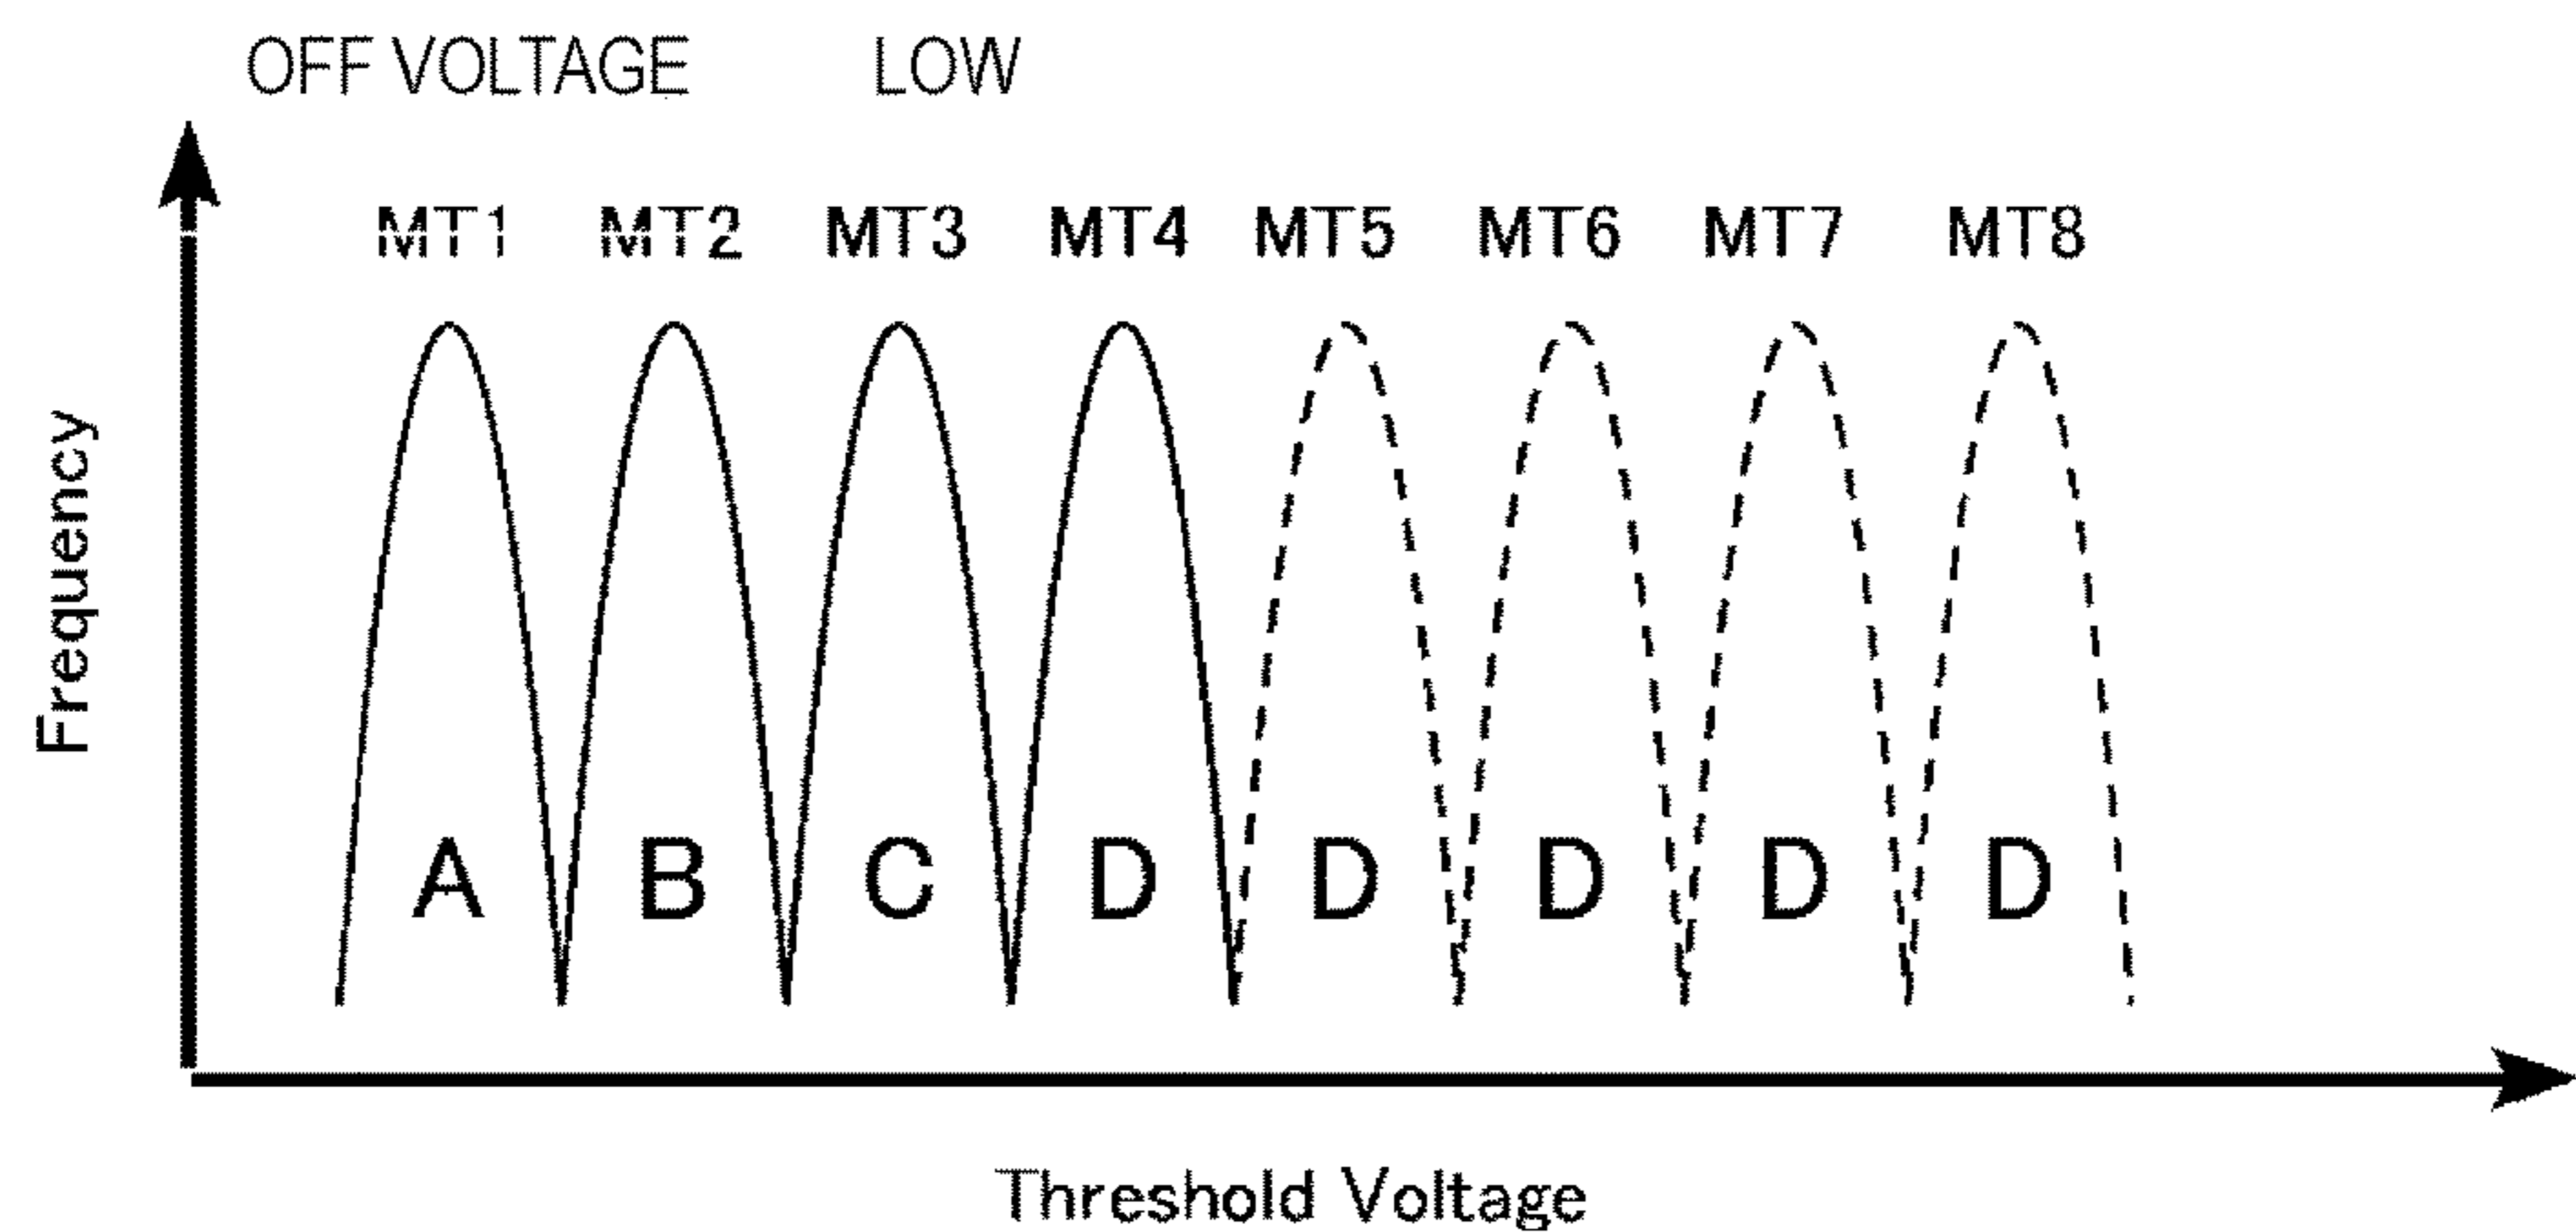 OFF VOLTAGE LOW
MT1 MT2 MT3 MT4 MT5 MT6 MT7 MT8
Frequency
A B C D D D D D
Threshold Voltage